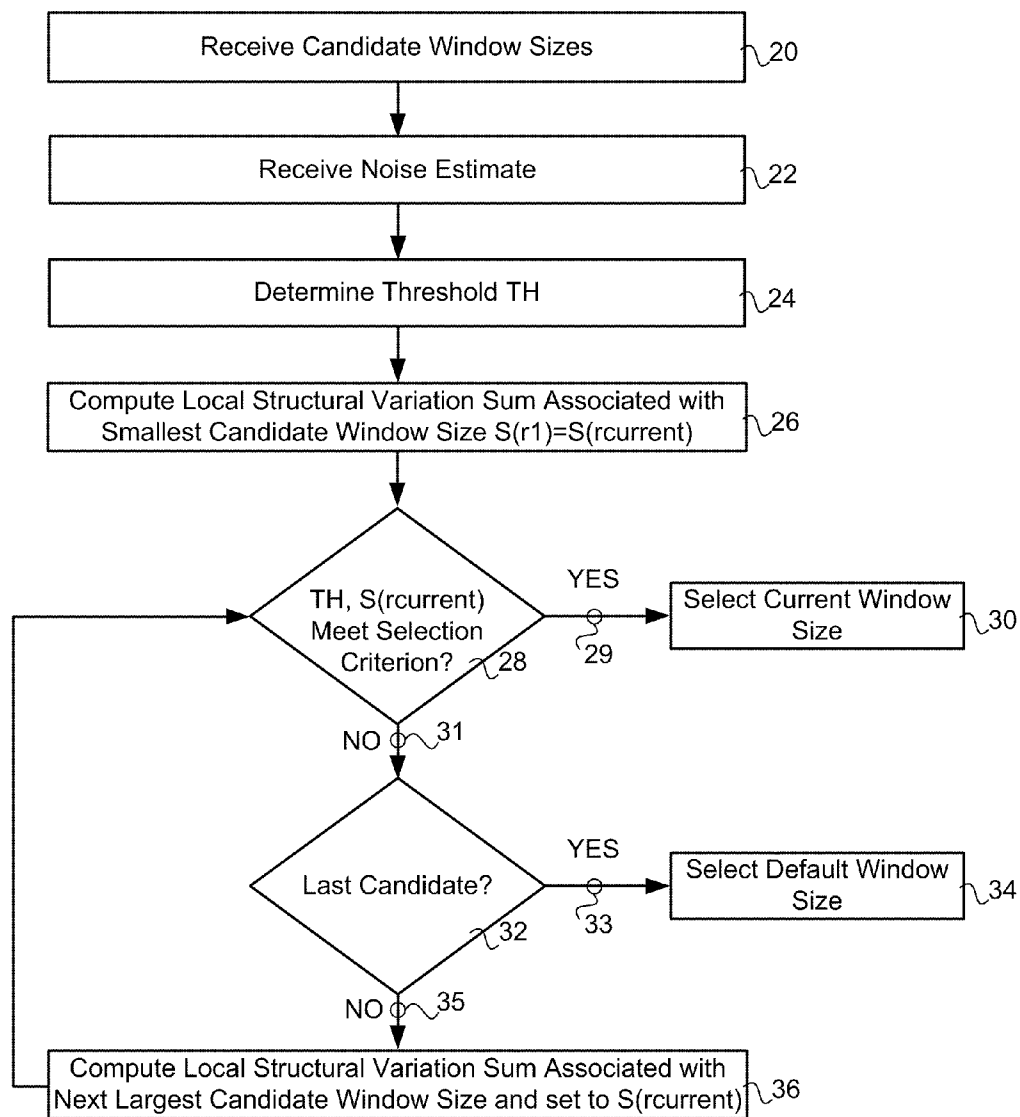 Receive Candidate Window Sizes
20
Receive Noise Estimate
22
Determine Threshold TH
24
Compute Local Structural Variation Sum Associated with
Smallest Candidate Window Size S(r1)=S(rcurrent)
26
TH, S(rcurrent)
Meet Selection
Criterion?
28
YES
29
Select Current Window
Size
30
NO
31
Last Candidate?
32
YES
33
Select Default Window
Size
34
NO
35
Compute Local Structural Variation Sum Associated with
Next Largest Candidate Window Size and set to S(rcurrent)
36